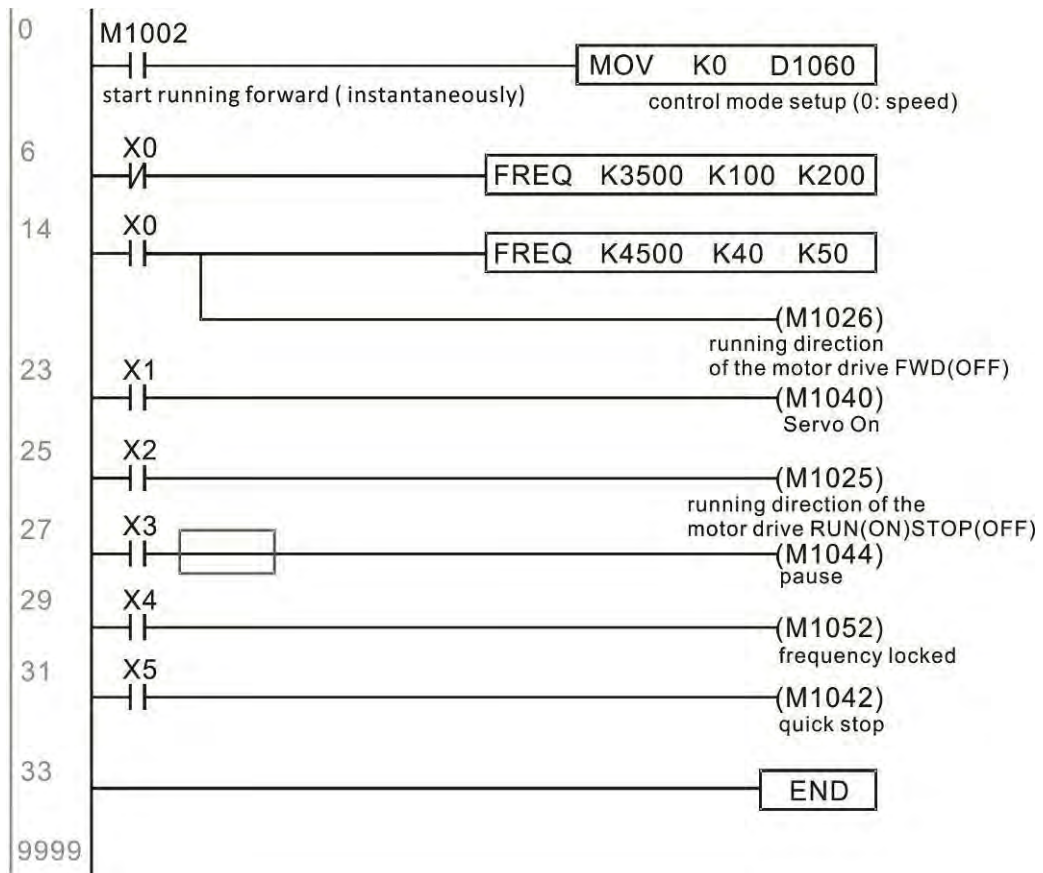 0
M1002
MOV K0 D1060
start running forward ( instantaneously)
control mode setup (0: speed)
6
X0
FREQ K3500 K100 K200
14
X0
FREQ K4500 K40 K50
(M1026)
running direction
of the motor drive FWD(OFF)
23
X1
(M1040)
Servo On
25
X2
(M1025)
running direction of the
motor drive RUN(ON)STOP(OFF)
27
X3
(M1044)
pause
29
X4
(M1052)
frequency locked
31
X5
(M1042)
quick stop
33
END
9999